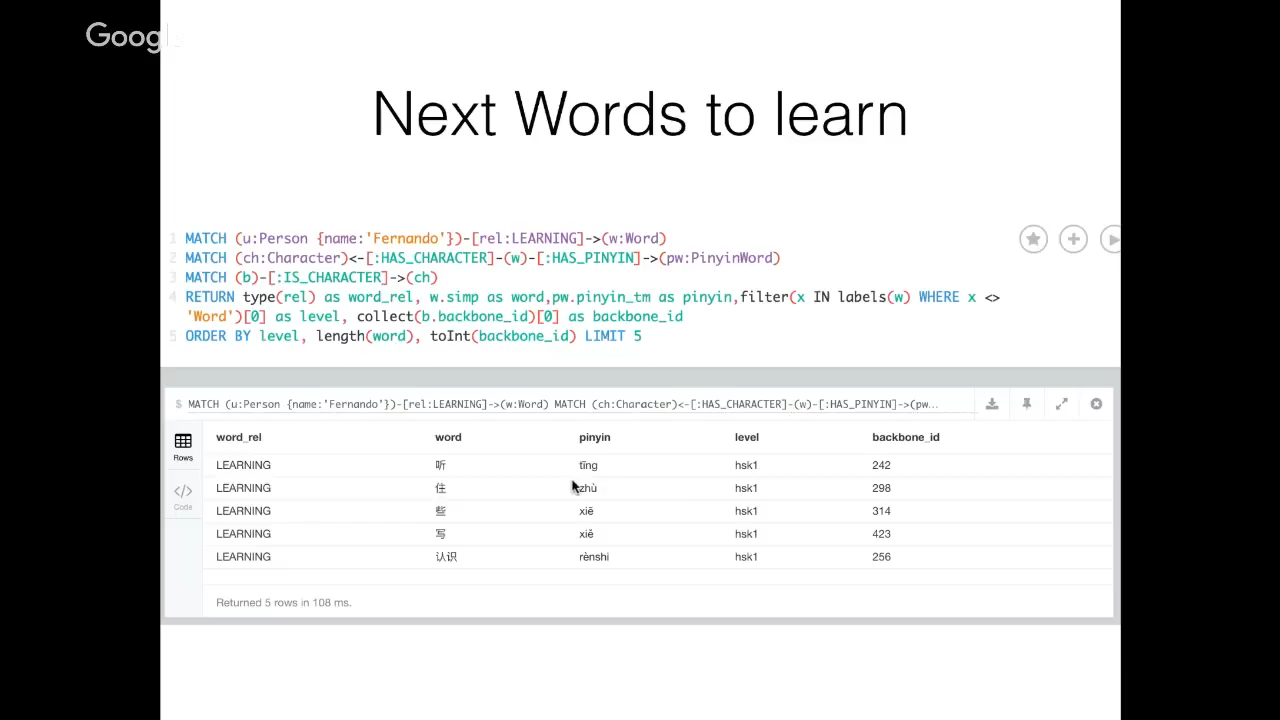 Google
Next Words to learn
1 MATCH (u:Person {name:'Fernando'})-[rel:LEARNING]->(w:Word)
2 MATCH (ch:Character)<-[:HAS_CHARACTER]-(w)-[:HAS_PINYIN]->(pw:PinyinWord)
3 MATCH (b)-[:IS_CHARACTER]->(ch)
4 RETURN type(rel) as word_rel, w.simp as word,pw.pinyin_tm as pinyin,filter(x IN labels(w) WHERE x <>
'Word')[0] as level, collect(b.backbone_id)[0] as backbone_id
5 ORDER BY level, length(word), toInt(backbone_id) LIMIT 5
$ MATCH (u:Person {name:'Fernando'})-[rel:LEARNING]->(w:Word) MATCH (ch:Character)<-[:HAS_CHARACTER]-(w)-[:HAS_PINYIN]->(pw…
Rows
Code
word_rel word pinyin level backbone_id
LEARNING 听 tīng hsk1 242
LEARNING 住 zhù hsk1 298
LEARNING 些 xiē hsk1 314
LEARNING 写 xiě hsk1 423
LEARNING 认识 rènshi hsk1 256
Returned 5 rows in 108 ms.